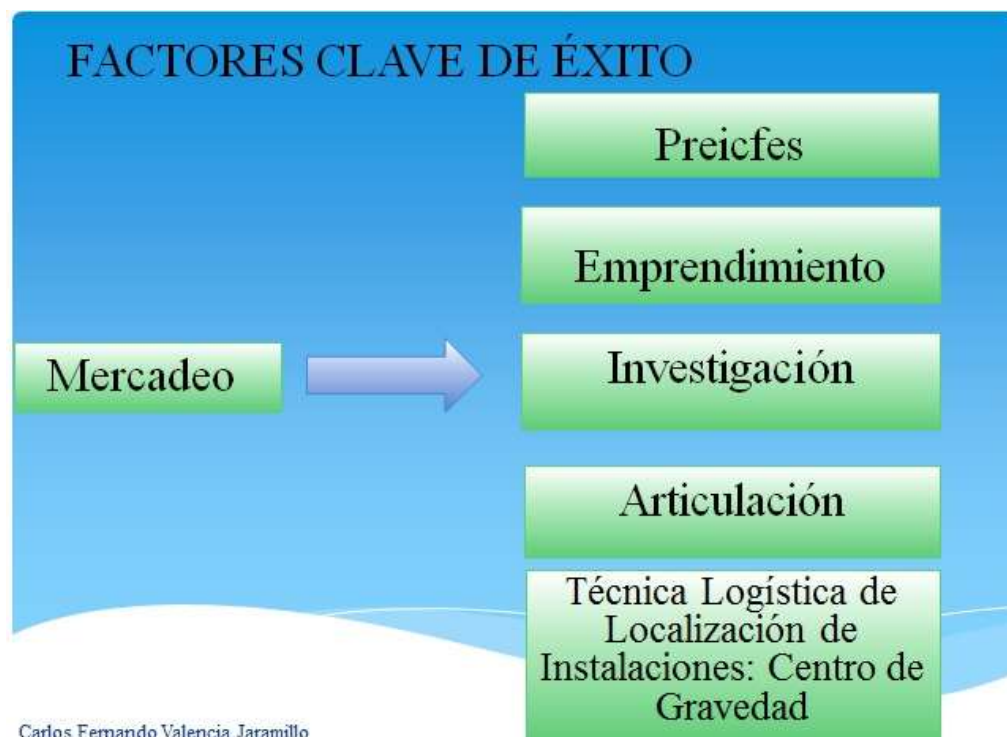 FACTORES CLAVE DE ÉXITO
Preicfes
Emprendimiento
Mercadeo
Investigación
Articulación
Técnica Logística de
Localización de
Instalaciones: Centro de
Gravedad
Carlos Fernando Valencia Jaramillo